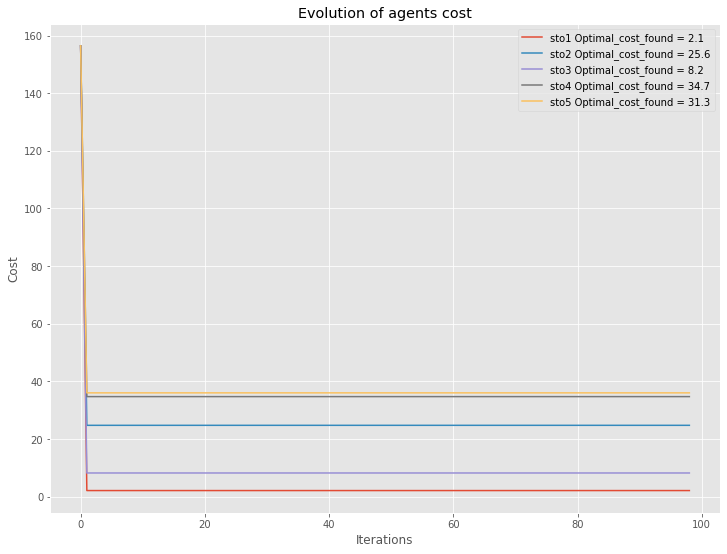 Evolution of agents cost
sto1 Optimal_cost_found = 2.1
sto2 Optimal_cost_found = 25.6
sto3 Optimal_cost_found = 8.2
sto4 Optimal_cost_found = 34.7
sto5 Optimal_cost_found = 31.3
160
140
120
100
80
60
40
20
0
Cost
0 20 40 60 80 100
Iterations